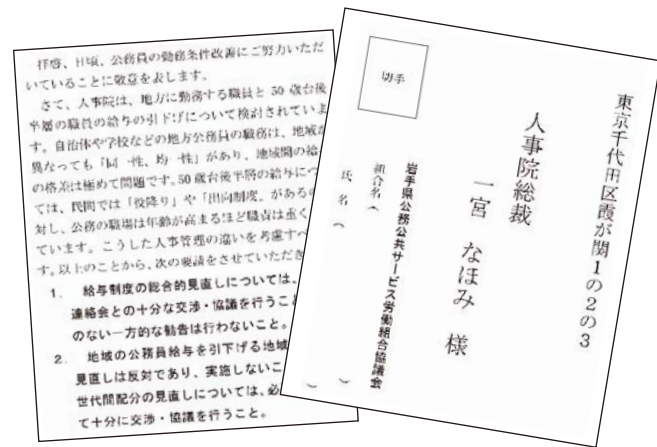 拝啓、日頃、公務員の勤務条件改善にご努力いただ
いていることに敬意を表します。
さて、人事院は、地方に勤務する職員と 50 歳台後
半層の職員の給与の引下げについて検討されていま
す。自治体や学校などの地方公務員の職務は、地域が
異なっても「同一性、均一性」があり、地域間の給
の格差は極めて問題です。50 歳台後半層の給与につ
ては、民間では「役降り」や「出向制度」があるの
対し、公務の職場は年齢が高まるほど職責は重く
ています。こうした人事管理の違いを考慮すべ
す。以上のことから、次の要請をさせていただき
1. 給与制度の総合的見直しについては、
連絡会との十分な交渉・協議を行うこ
のない一方的な勧告は行わないこと。
2. 地域の公務員給与を引下げる地域
見直しは反対であり、実施しないこ
世代間配分の見直しについては、必
て十分に交渉・協議を行うこと。
切手
東京千代田区霞が関1の2の3
人事院総裁
一宮 なほみ 様
岩手県公務公共サービス労働組合協議会
組合名( )
氏 名( )